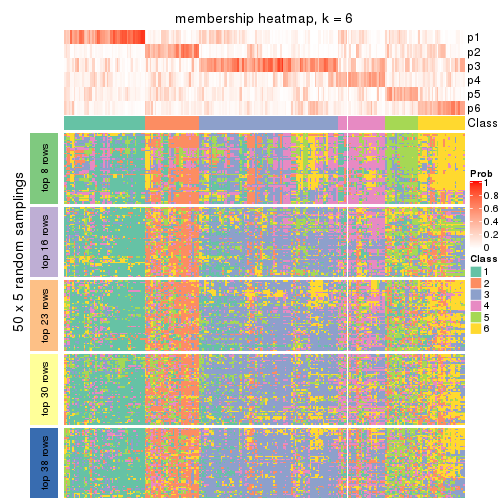 membership heatmap, k = 6
p1
p2
p3
p4
p5
p6
Class
50 x 5 random samplings
top 8 rows
top 16 rows
top 23 rows
top 30 rows
top 38 rows
Prob
0.8
0.6
0.4
0.2
0
Class
1
2
3
4
5
6